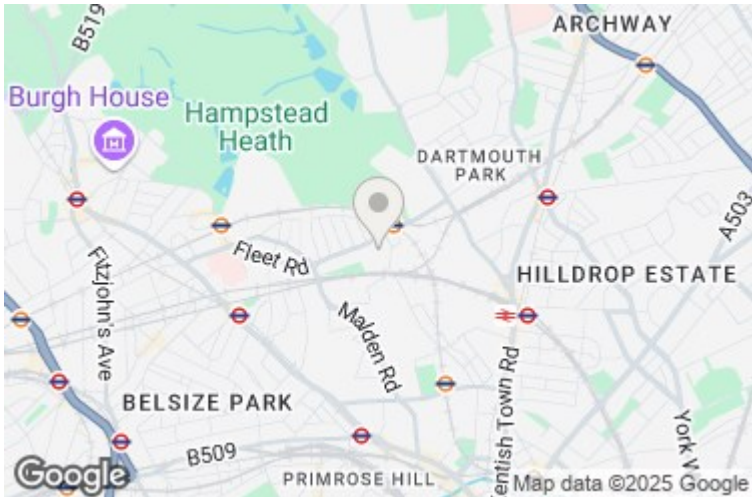 ARCHWAY
B519
Burgh House
Hampstead
Heath
DARTMOUTH
PARK
A503
Fitzjohn's Ave
Fleet Rd
HILLDROP ESTATE
Malden Rd
BELSIZE PARK
B509
entish Town Rd
York W
PRIMROSE HILL
Google
Map data ©2025 Google